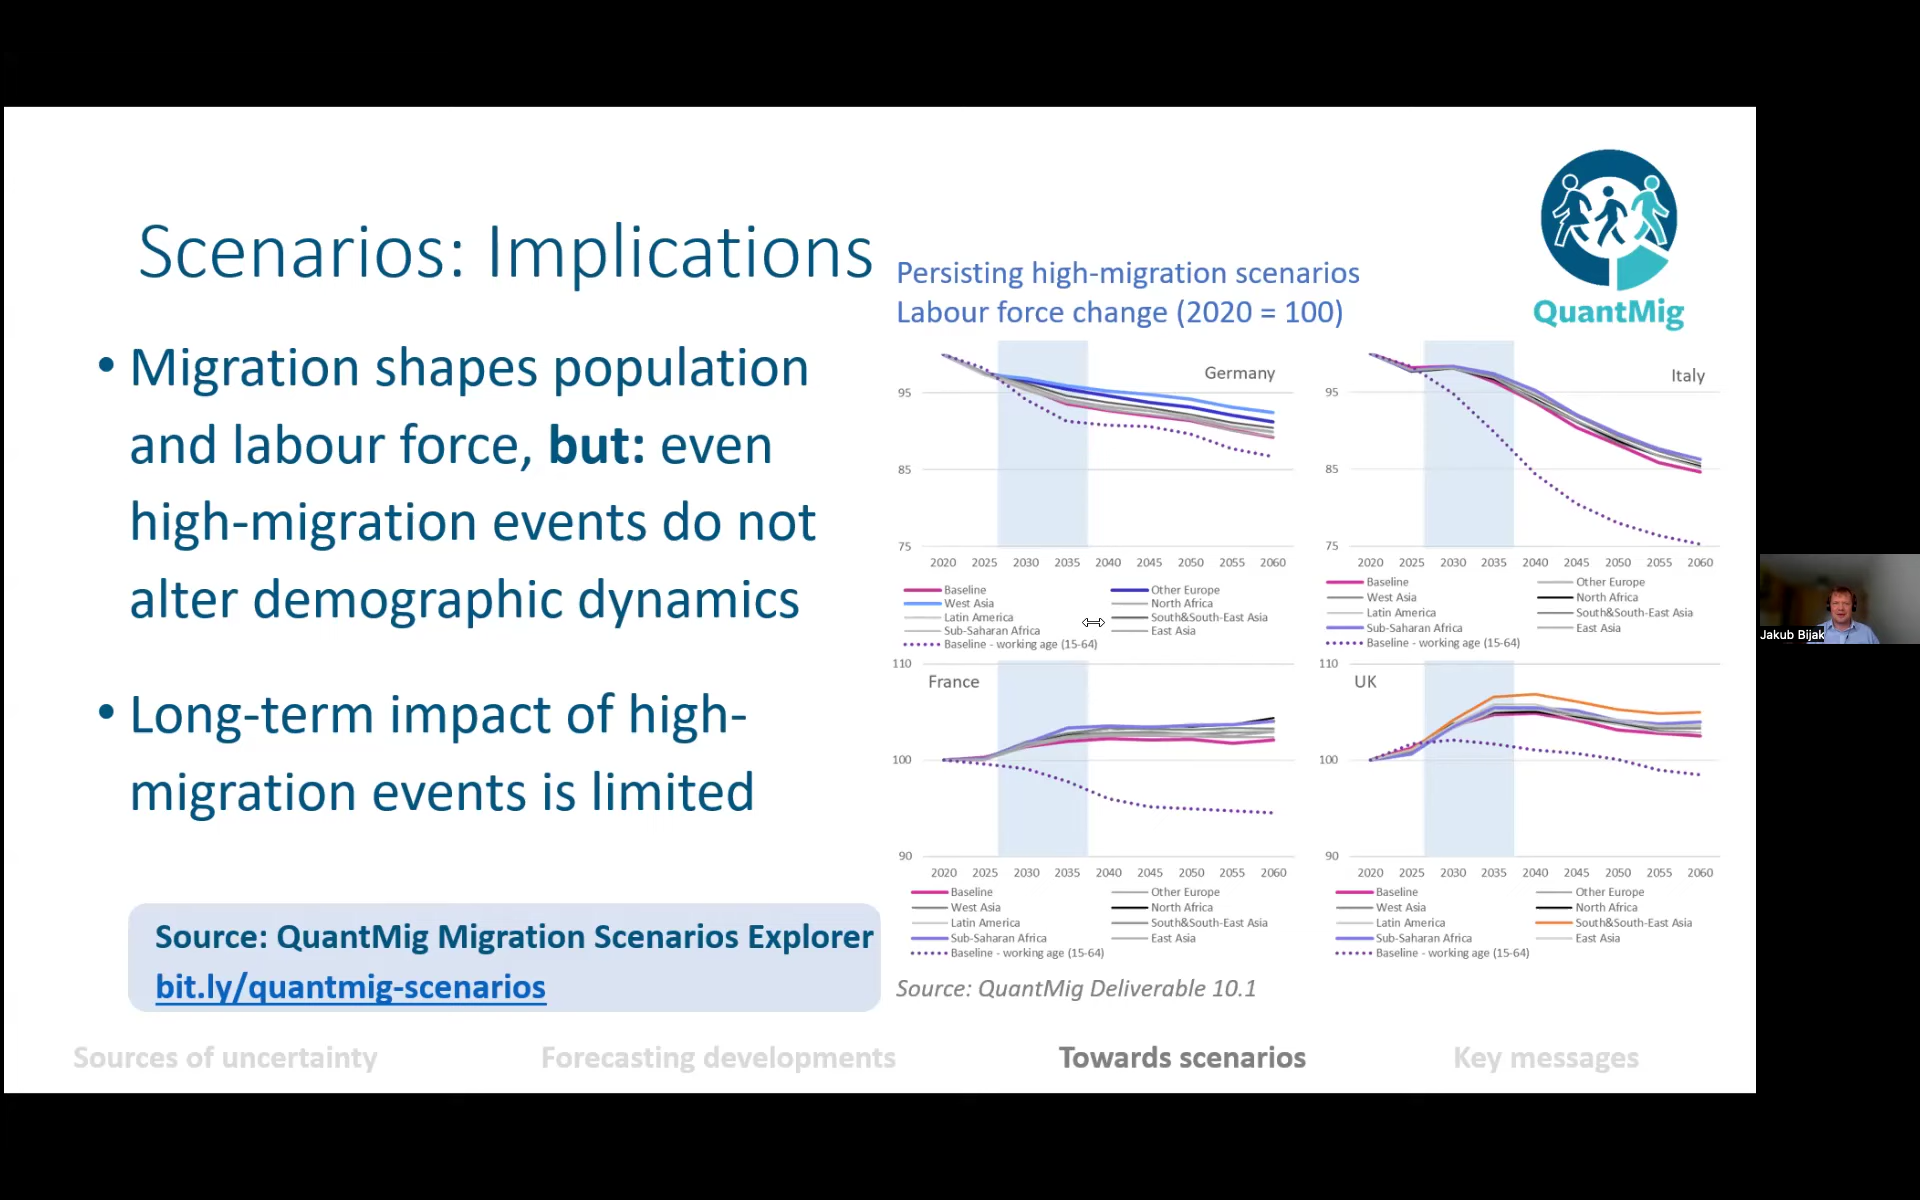 Scenarios: Implications
• Migration shapes population
and labour force, but: even
high-migration events do not
alter demographic dynamics
• Long-term impact of high-
migration events is limited
Source: QuantMig Migration Scenarios Explorer
bit.ly/quantmig-scenarios
Persisting high-migration scenarios
Labour force change (2020 = 100)
QuantMig
Germany
95
85
75
2020 2025 2030 2035 2040 2045 2050 2055 2060
Baseline Other Europe
West Asia North Africa
Latin America South&South-East Asia
Sub-Saharan Africa East Asia
Baseline - working age (15-64)
Italy
95
85
75
2020 2025 2030 2035 2040 2045 2050 2055 2060
Baseline Other Europe
West Asia North Africa
Latin America South&South-East Asia
Sub-Saharan Africa East Asia
Baseline - working age (15-64)
110
France
100
90
2020 2025 2030 2035 2040 2045 2050 2055 2060
Baseline Other Europe
West Asia North Africa
Latin America South&South-East Asia
Sub-Saharan Africa East Asia
Baseline - working age (15-64)
110
UK
100
90
2020 2025 2030 2035 2040 2045 2050 2055 2060
Baseline Other Europe
West Asia North Africa
Latin America South&South-East Asia
Sub-Saharan Africa East Asia
Baseline - working age (15-64)
Source: QuantMig Deliverable 10.1
Sources of uncertainty Forecasting developments Towards scenarios Key messages
Jakub Bijak